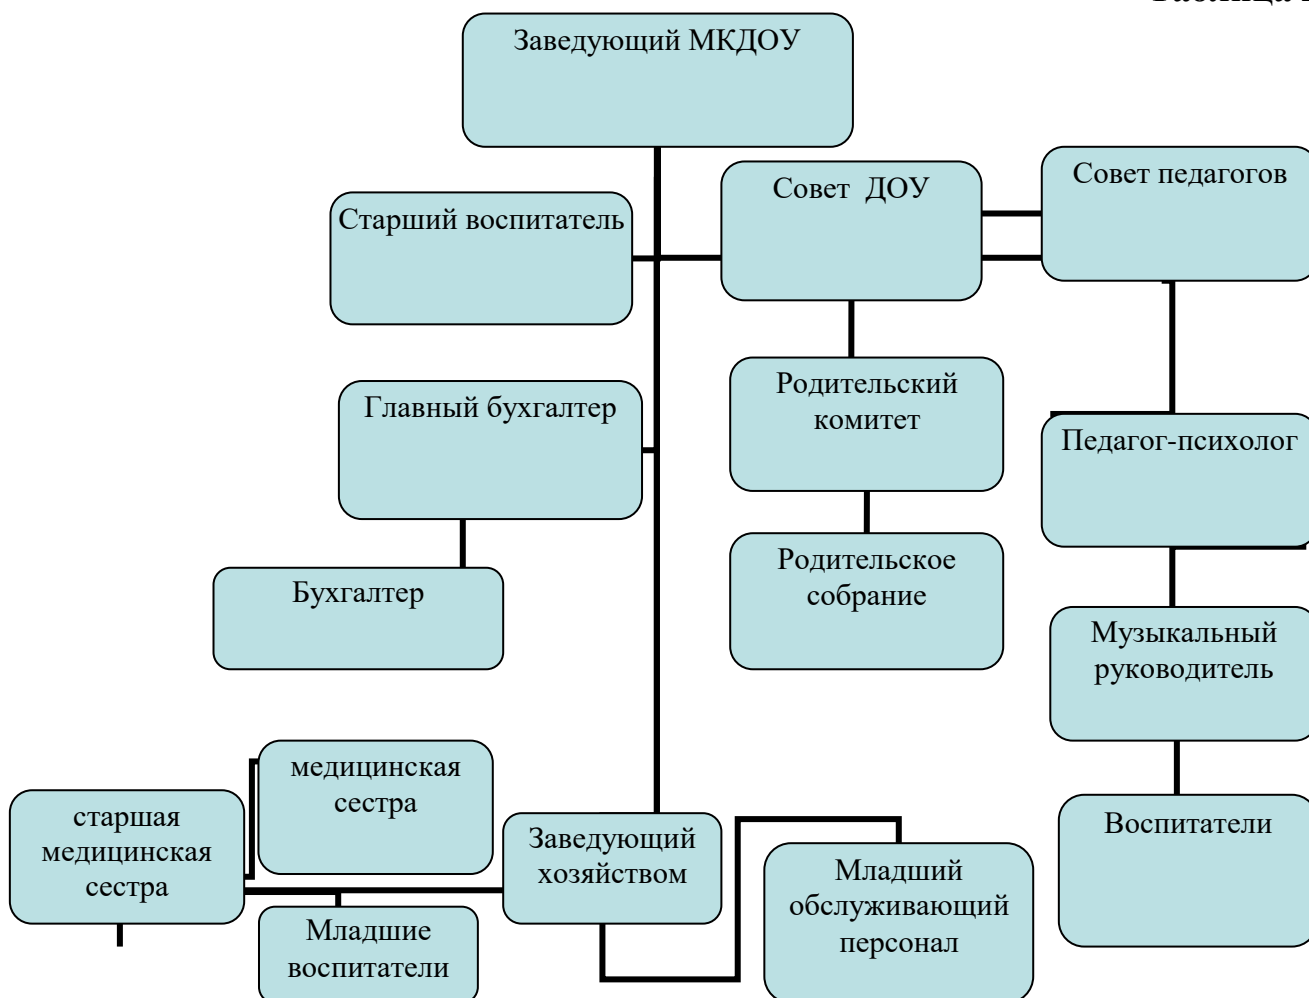 Заведующий МКДОУ
Совет ДОУ
Совет педагогов
Старший воспитатель
Родительский
комитет
Главный бухгалтер
Педагог-психолог
Родительское
собрание
Бухгалтер
Музыкальный
руководитель
медицинская
сестра
старшая
медицинская
сестра
Заведующий
хозяйством
Воспитатели
Младший
обслуживающий
персонал
Младшие
воспитатели